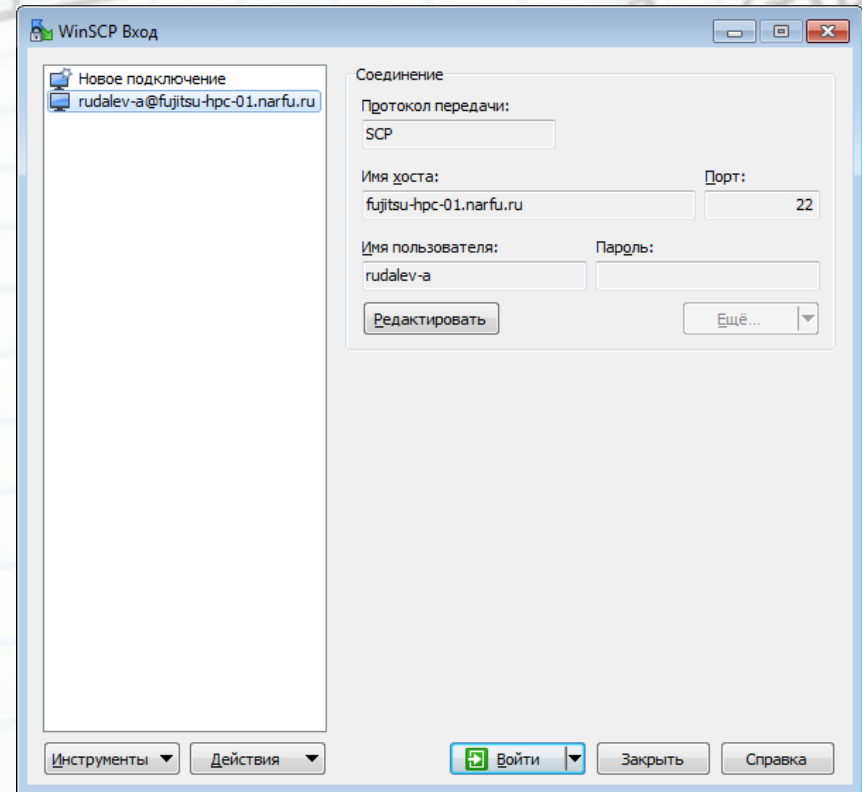 WinSCP Вход
Новое подключение
rudalev-a@fujitsu-hpc-01.narfu.ru
Соединение
Протокол передачи:
SCP
Имя хоста: Порт:
fujitsu-hpc-01.narfu.ru 22
Имя пользователя: Пароль:
rudalev-a
Редактировать Ещё...
Инструменты Действия Войти Закрыть Справка